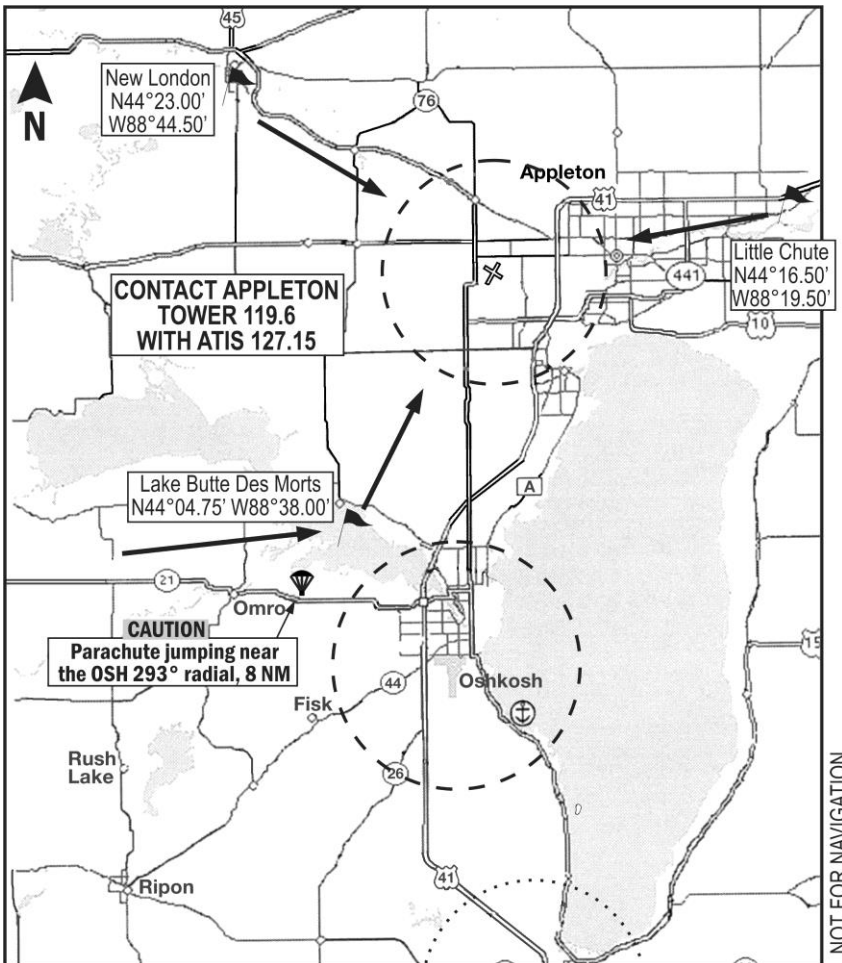 45
New London
N44°23.00’
W88°44.50’
N
76
Appleton
41
Little Chute
N44°16.50’
W88°19.50’
441
CONTACT APPLETON
TOWER 119.6
WITH ATIS 127.15
10
Lake Butte Des Morts
N44°04.75’ W88°38.00’
A
21
Omro
CAUTION
Parachute jumping near
the OSH 293° radial, 8 NM
15
44
Oshkosh
Fisk
Rush
Lake
26
Ripon
41
NOT FOR NAVIGATION